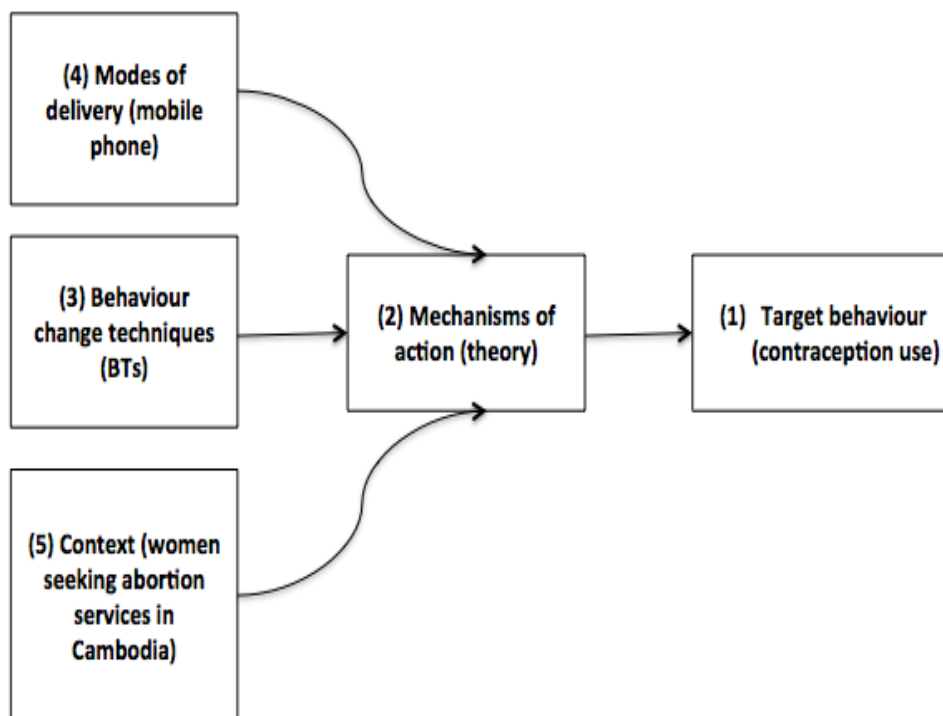 (4) Modes of
delivery (mobile
phone)
(3) Behaviour
change techniques
(BTs)
(2) Mechanisms of
action (theory)
(1) Target behaviour
(contraception use)
(5) Context (women
seeking abortion
services in
Cambodia)